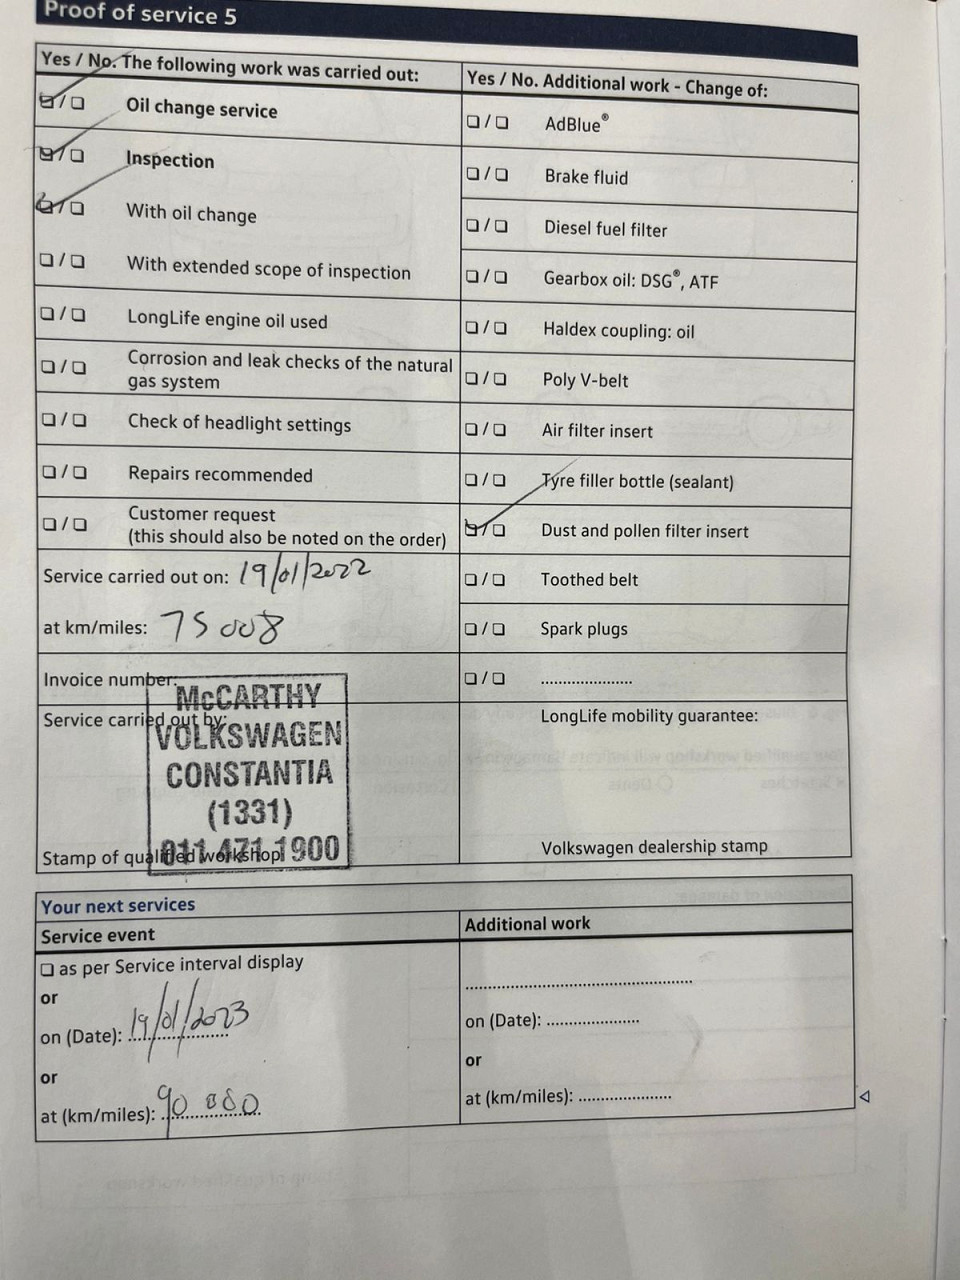 Proof of service 5
Yes / No. The following work was carried out:
☑ / ☐ Oil change service
☑ / ☐ Inspection
☑ / ☐ With oil change
☐ / ☐ With extended scope of inspection
☐ / ☐ LongLife engine oil used
☐ / ☐ Corrosion and leak checks of the natural
gas system
☐ / ☐ Check of headlight settings
☐ / ☐ Repairs recommended
☐ / ☐ Customer request
(this should also be noted on the order)
Service carried out on: 19/01/2022
at km/miles: 75 008
Invoice number:
Service carried out by:
McCARTHY
VOLKSWAGEN
CONSTANTIA
(1331)
011 471 1900
Stamp of qualified workshop
Yes / No. Additional work - Change of:
☐ / ☐ AdBlue®
☐ / ☐ Brake fluid
☐ / ☐ Diesel fuel filter
☐ / ☐ Gearbox oil: DSG®, ATF
☐ / ☐ Haldex coupling: oil
☐ / ☐ Poly V-belt
☐ / ☐ Air filter insert
☐ / ☐ Tyre filler bottle (sealant)
☑ / ☐ Dust and pollen filter insert
☐ / ☐ Toothed belt
☐ / ☐ Spark plugs
☐ / ☐ ....................
LongLife mobility guarantee:
Volkswagen dealership stamp
Your next services
Service event
☐ as per Service interval display
or
on (Date): 19/01/2023
or
at (km/miles): 90 000
Additional work
..................................................
on (Date): ....................
or
at (km/miles): ....................